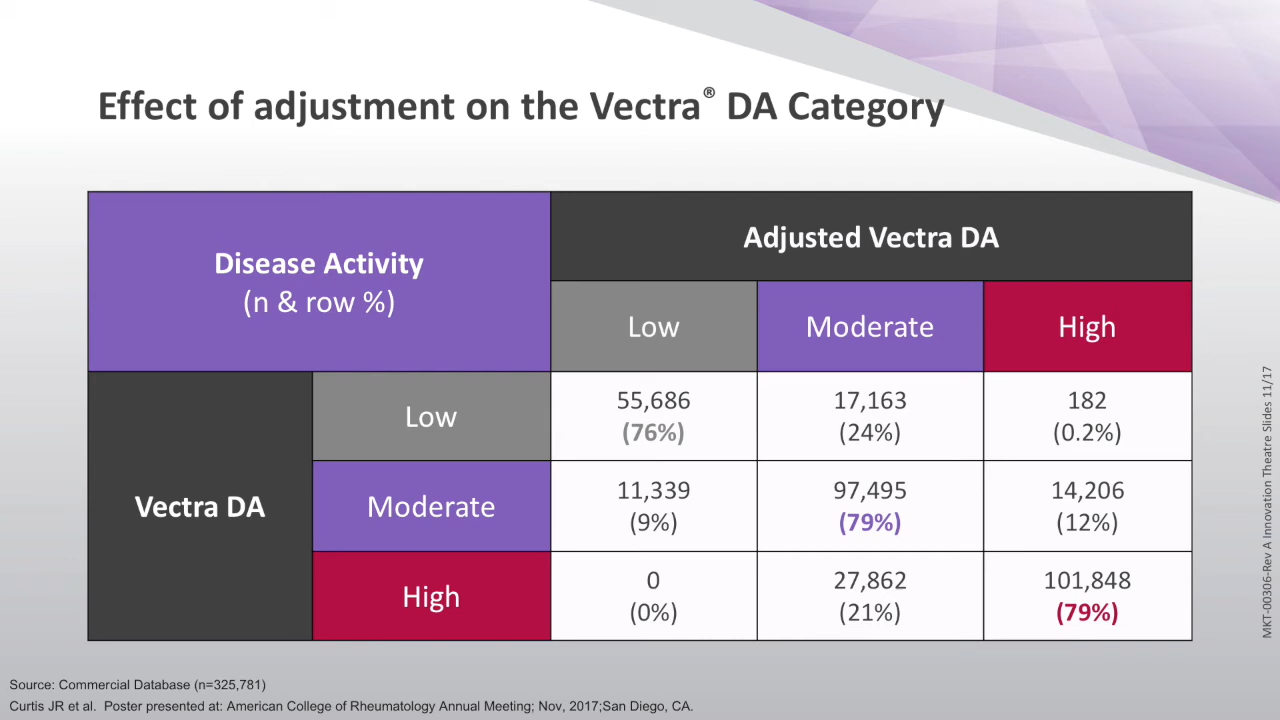 Effect of adjustment on the Vectra® DA Category
Disease Activity
(n & row %)
Adjusted Vectra DA
Low
Moderate
High
Vectra DA
Low
55,686
(76%)
17,163
(24%)
182
(0.2%)
Moderate
11,339
(9%)
97,495
(79%)
14,206
(12%)
High
0
(0%)
27,862
(21%)
101,848
(79%)
MKT-00306-Rev A Innovation Theatre Slides 11/17
Source: Commercial Database (n=325,781)
Curtis JR et al.  Poster presented at: American College of Rheumatology Annual Meeting; Nov, 2017;San Diego, CA.